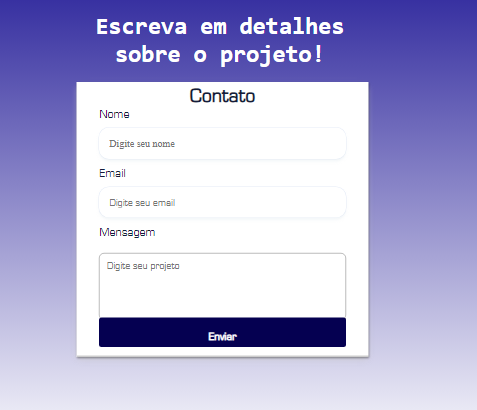 Escreva em detalhes
sobre o projeto!
Contato
Nome
Digite seu nome
Email
Digite seu email
Mensagem
Digite seu projeto
Enviar